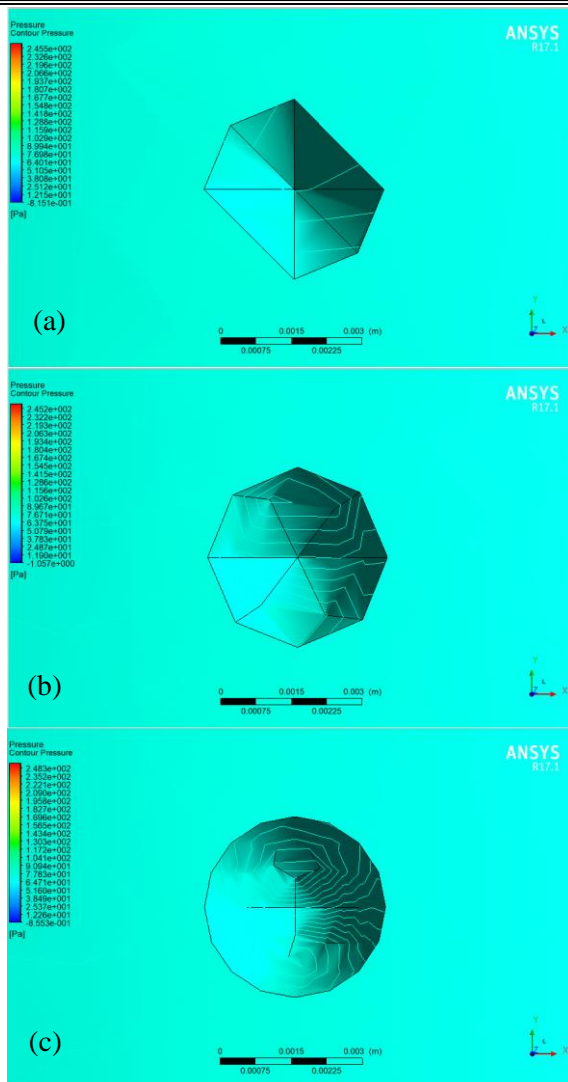 Pressure
Contour Pressure
2.455e+002
2.326e+002
2.196e+002
2.066e+002
1.937e+002
1.807e+002
1.677e+002
1.548e+002
1.418e+002
1.288e+002
1.159e+002
1.029e+002
8.994e+001
7.698e+001
6.401e+001
5.105e+001
3.808e+001
2.512e+001
1.215e+001
-8.151e-001
[Pa]
ANSYS
R17.1
(a)
0 0.0015 0.003 (m)
0.00075 0.00225
Y
Z X
Pressure
Contour Pressure
2.452e+002
2.322e+002
2.193e+002
2.063e+002
1.934e+002
1.804e+002
1.674e+002
1.545e+002
1.415e+002
1.286e+002
1.156e+002
1.026e+002
8.967e+001
7.671e+001
6.375e+001
5.079e+001
3.783e+001
2.487e+001
1.190e+001
-1.057e+000
[Pa]
ANSYS
R17.1
(b)
0 0.0015 0.003 (m)
0.00075 0.00225
Y
Z X
Pressure
Contour Pressure
2.483e+002
2.352e+002
2.221e+002
2.090e+002
1.958e+002
1.827e+002
1.696e+002
1.565e+002
1.434e+002
1.303e+002
1.172e+002
1.041e+002
9.094e+001
7.783e+001
6.471e+001
5.160e+001
3.849e+001
2.537e+001
1.226e+001
-8.553e-001
[Pa]
ANSYS
R17.1
(c)
0 0.0015 0.003 (m)
0.00075 0.00225
Y
Z X